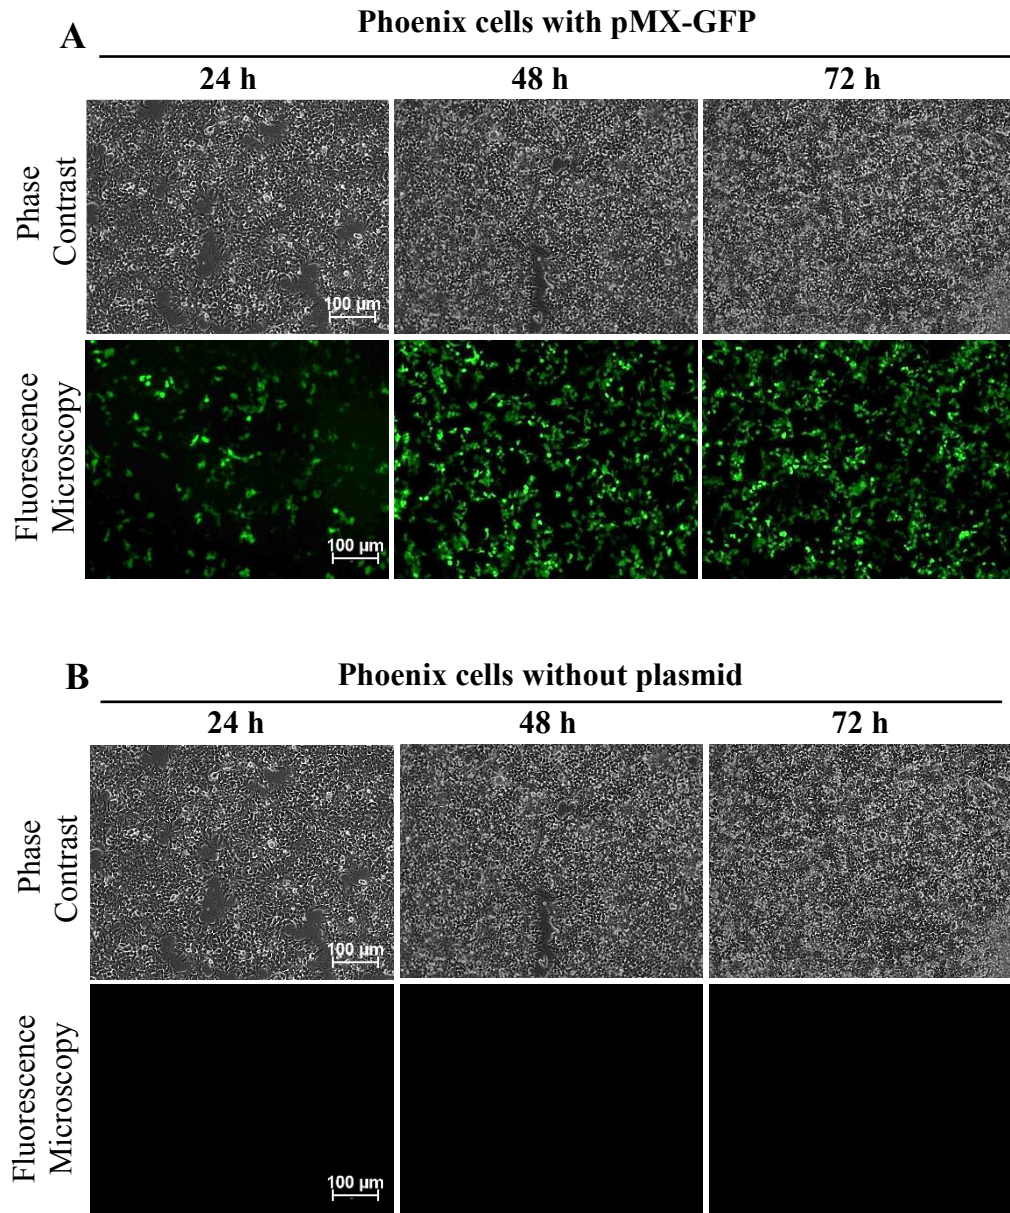 A
Phoenix cells with pMX-GFP
24 h
48 h
72 h
Phase
Contrast
100 µm
Fluorescence
Microscopy
100 µm
B
Phoenix cells without plasmid
24 h
48 h
72 h
Phase
Contrast
100 µm
Fluorescence
Microscopy
100 µm